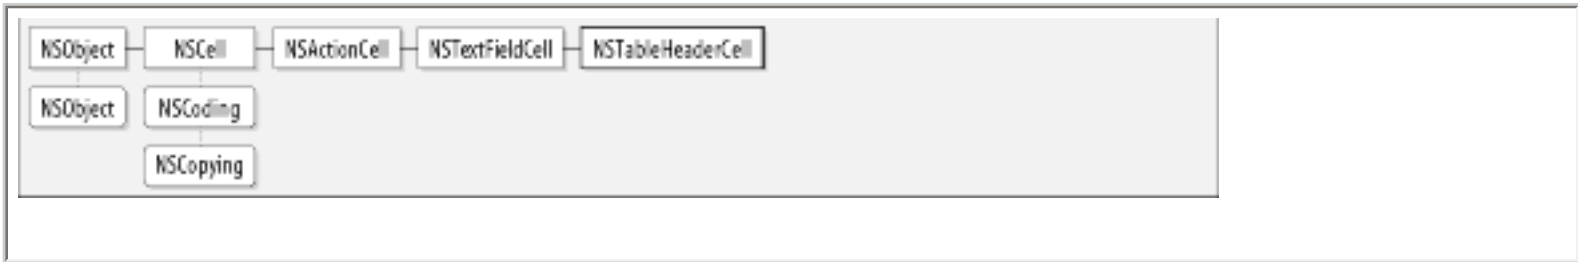 NSObject NSCell NSActionCell NSTextFieldCell NSTableHeaderCell
NSObject NSCoding
NSCopying